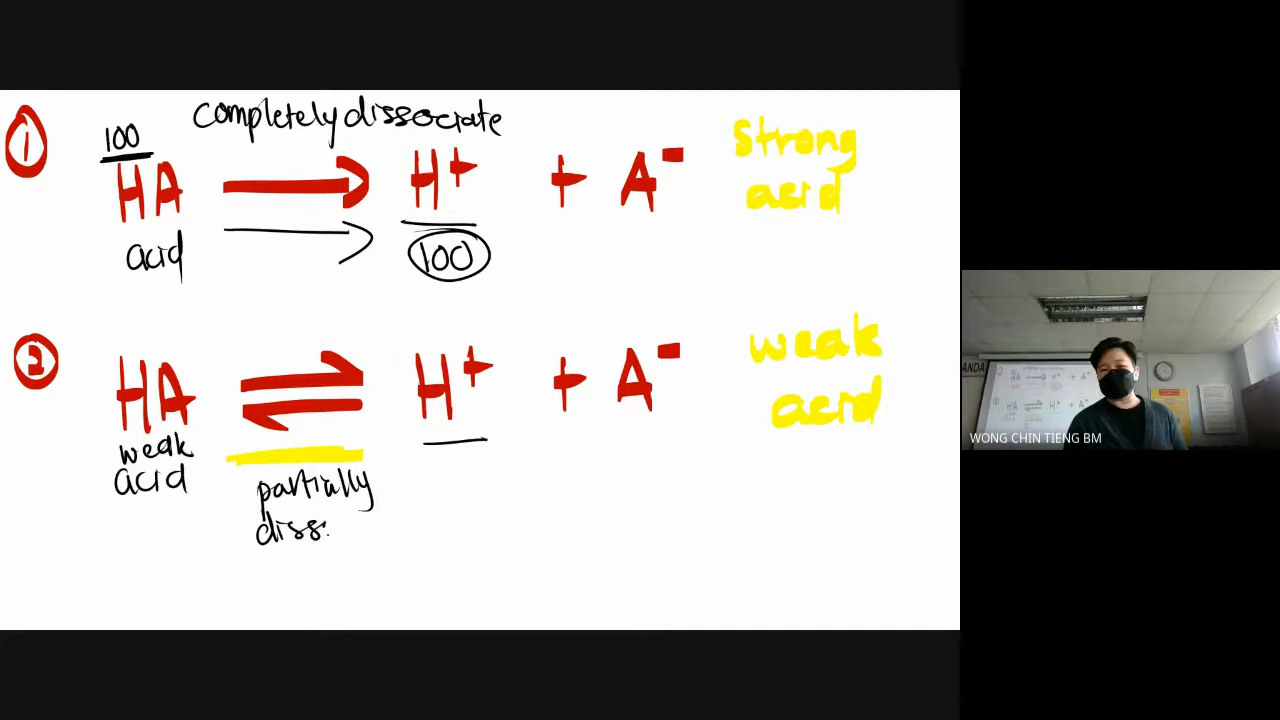 ①
100
completely dissociate
HA → H+ + A-
strong
acid
acid
100
②
HA ⇌ H+ + A-
weak
acid
weak
acid
partially
diss.
WONG CHIN TIENG BM